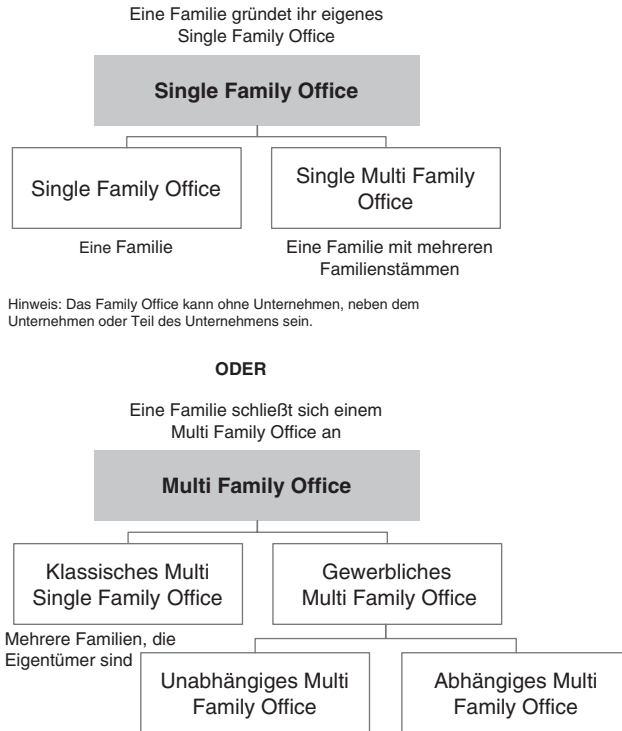 Eine Familie gründet ihr eigenes
Single Family Office
Single Family Office
Single Family Office
Single Multi Family
Office
Eine Familie
Eine Familie mit mehreren
Familienstämmen
Hinweis: Das Family Office kann ohne Unternehmen, neben dem
Unternehmen oder Teil des Unternehmens sein.
ODER
Eine Familie schließt sich einem
Multi Family Office an
Multi Family Office
Klassisches Multi
Single Family Office
Gewerbliches
Multi Family Office
Mehrere Familien, die
Eigentümer sind
Unabhängiges Multi
Family Office
Abhängiges Multi
Family Office